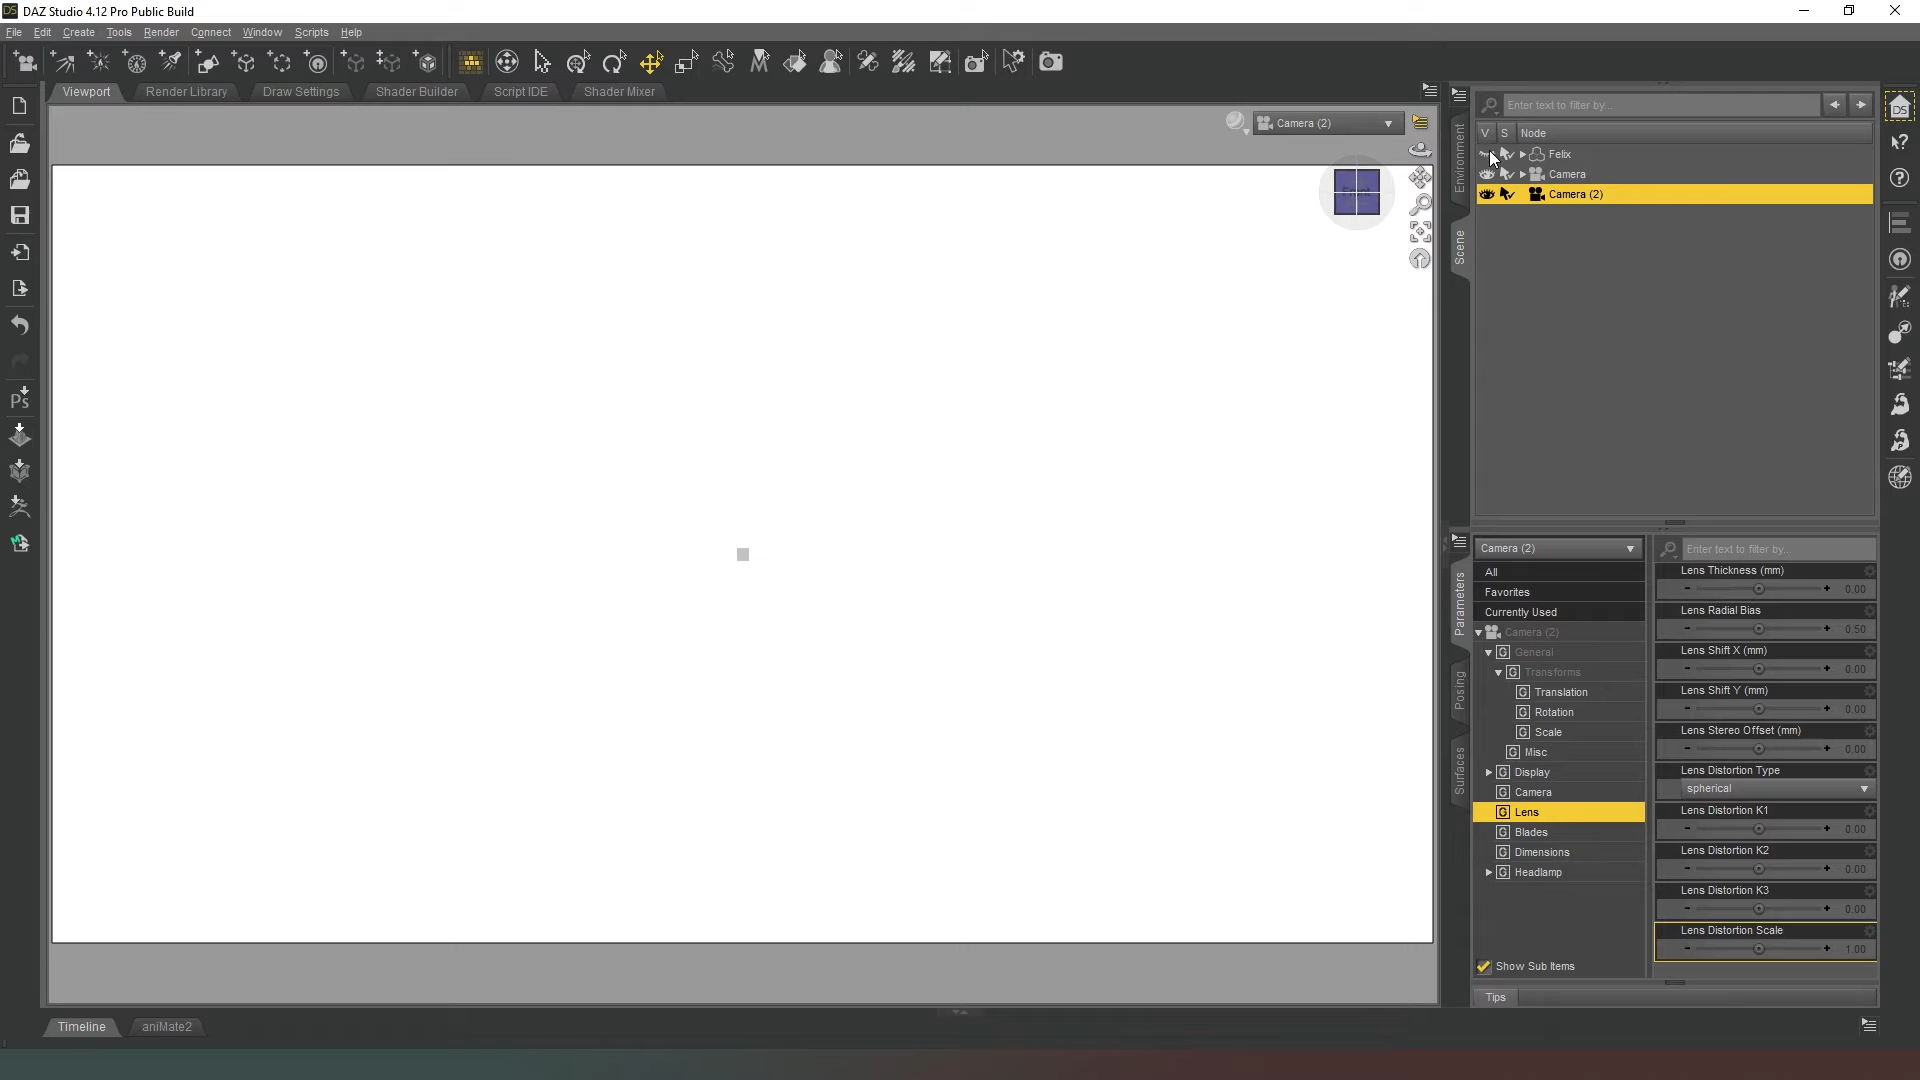 DAZ Studio 4.12 Pro Public Build
File Edit Create Tools Render Connect Window Scripts Help
Viewport Render Library Draw Settings Shader Builder Script IDE Shader Mixer
Camera (2)
Front
Environment
Scene
Enter text to filter by...
V S Node
Felix
Camera
Camera (2)
Parameters
Posing
Surfaces
Camera (2)
All
Favorites
Currently Used
Camera (2)
General
Transforms
Translation
Rotation
Scale
Misc
Display
Camera
Lens
Blades
Dimensions
Headlamp
Show Sub Items
Enter text to filter by...
Lens Thickness (mm)
0.00
Lens Radial Bias
0.50
Lens Shift X (mm)
0.00
Lens Shift Y (mm)
0.00
Lens Stereo Offset (mm)
0.00
Lens Distortion Type
spherical
Lens Distortion K1
0.00
Lens Distortion K2
0.00
Lens Distortion K3
0.00
Lens Distortion Scale
1.00
Tips
Timeline aniMate2